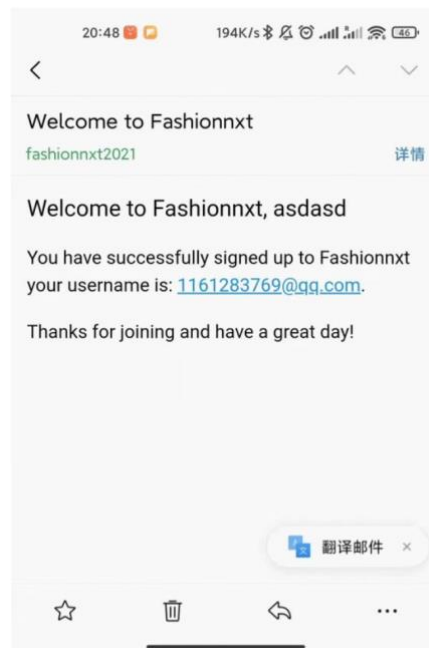 20:48 194K/s 46
Welcome to Fashionnxt
fashionnxt2021 详情
Welcome to Fashionnxt, asdasd
You have successfully signed up to Fashionnxt
your username is: 1161283769@qq.com.
Thanks for joining and have a great day!
翻译邮件 ×